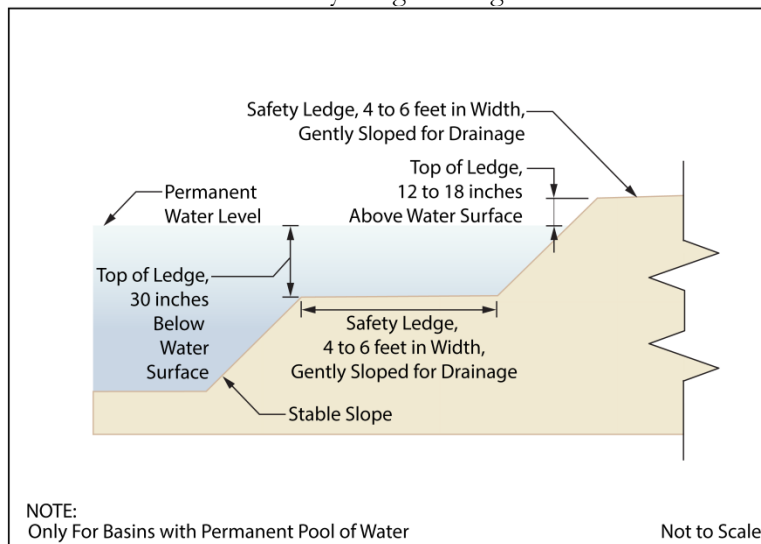 Safety Ledge, 4 to 6 feet in Width,
Gently Sloped for Drainage
Top of Ledge,
12 to 18 inches
Above Water Surface
Permanent
Water Level
Top of Ledge,
30 inches
Below
Water
Surface
Safety Ledge,
4 to 6 feet in Width,
Gently Sloped for Drainage
Stable Slope
NOTE:
Only For Basins with Permanent Pool of Water
Not to Scale